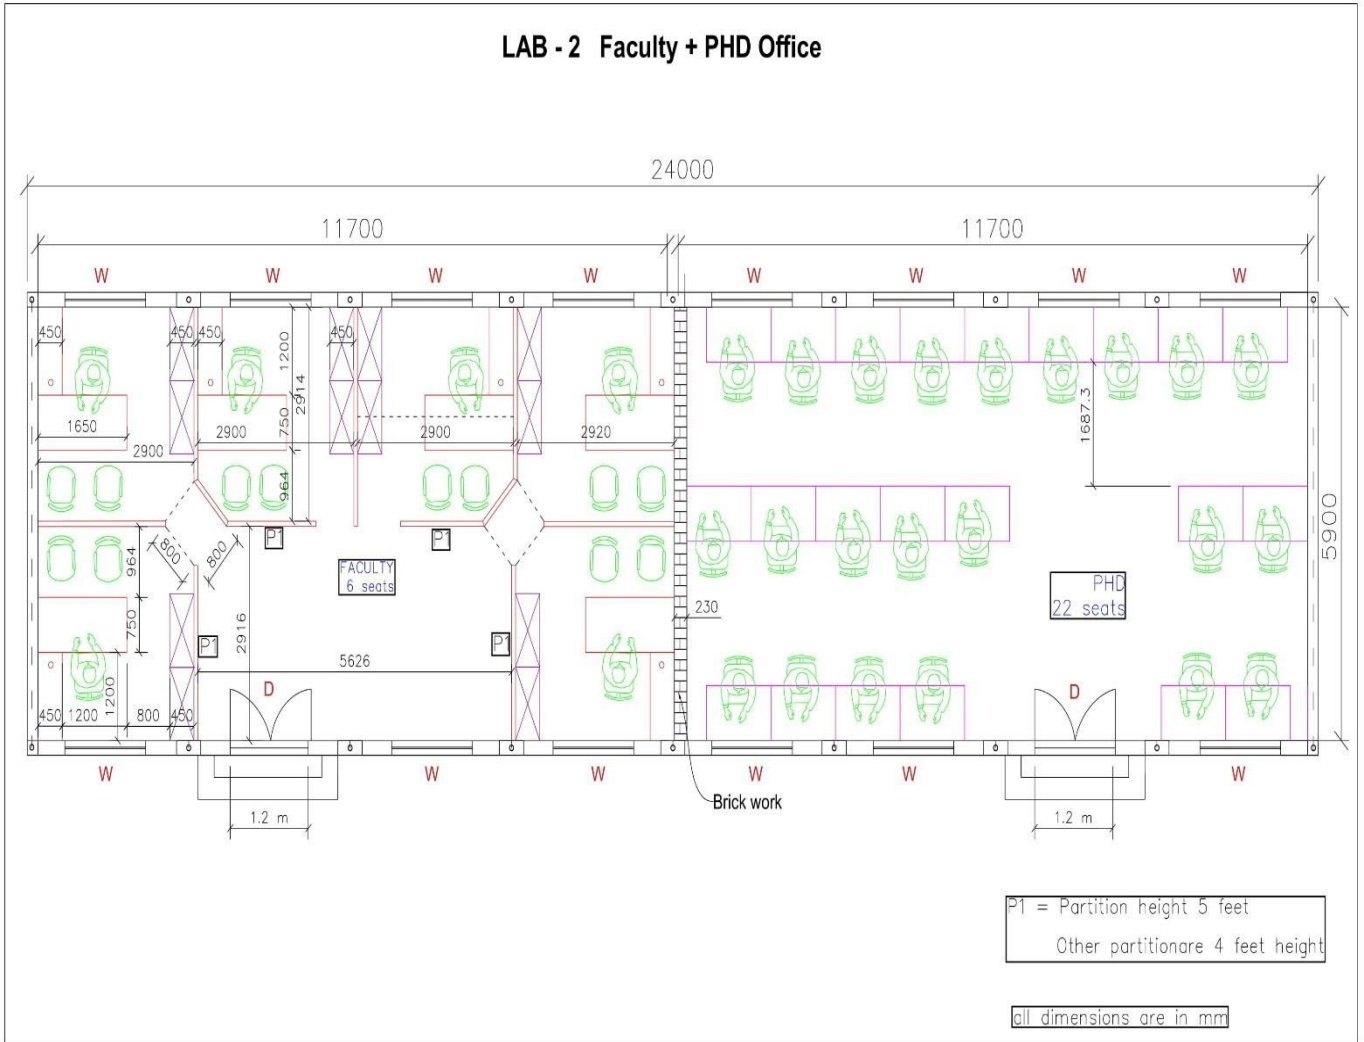 LAB - 2 Faculty + PHD Office
24000
11700
11700
W
W
W
W
W
W
W
W
450
450
450
450
1200
2914
750
964
1650
2900
2900
2900
2920
1687.3
5900
P1
P1
800
800
964
FACULTY
6 seats
PHD
22 seats
230
750
2916
P1
P1
5626
1200
D
D
450
1200
800
450
W
W
W
W
W
W
Brick work
1.2 m
1.2 m
P1 = Partition height 5 feet
Other partitionare 4 feet height
all dimensions are in mm